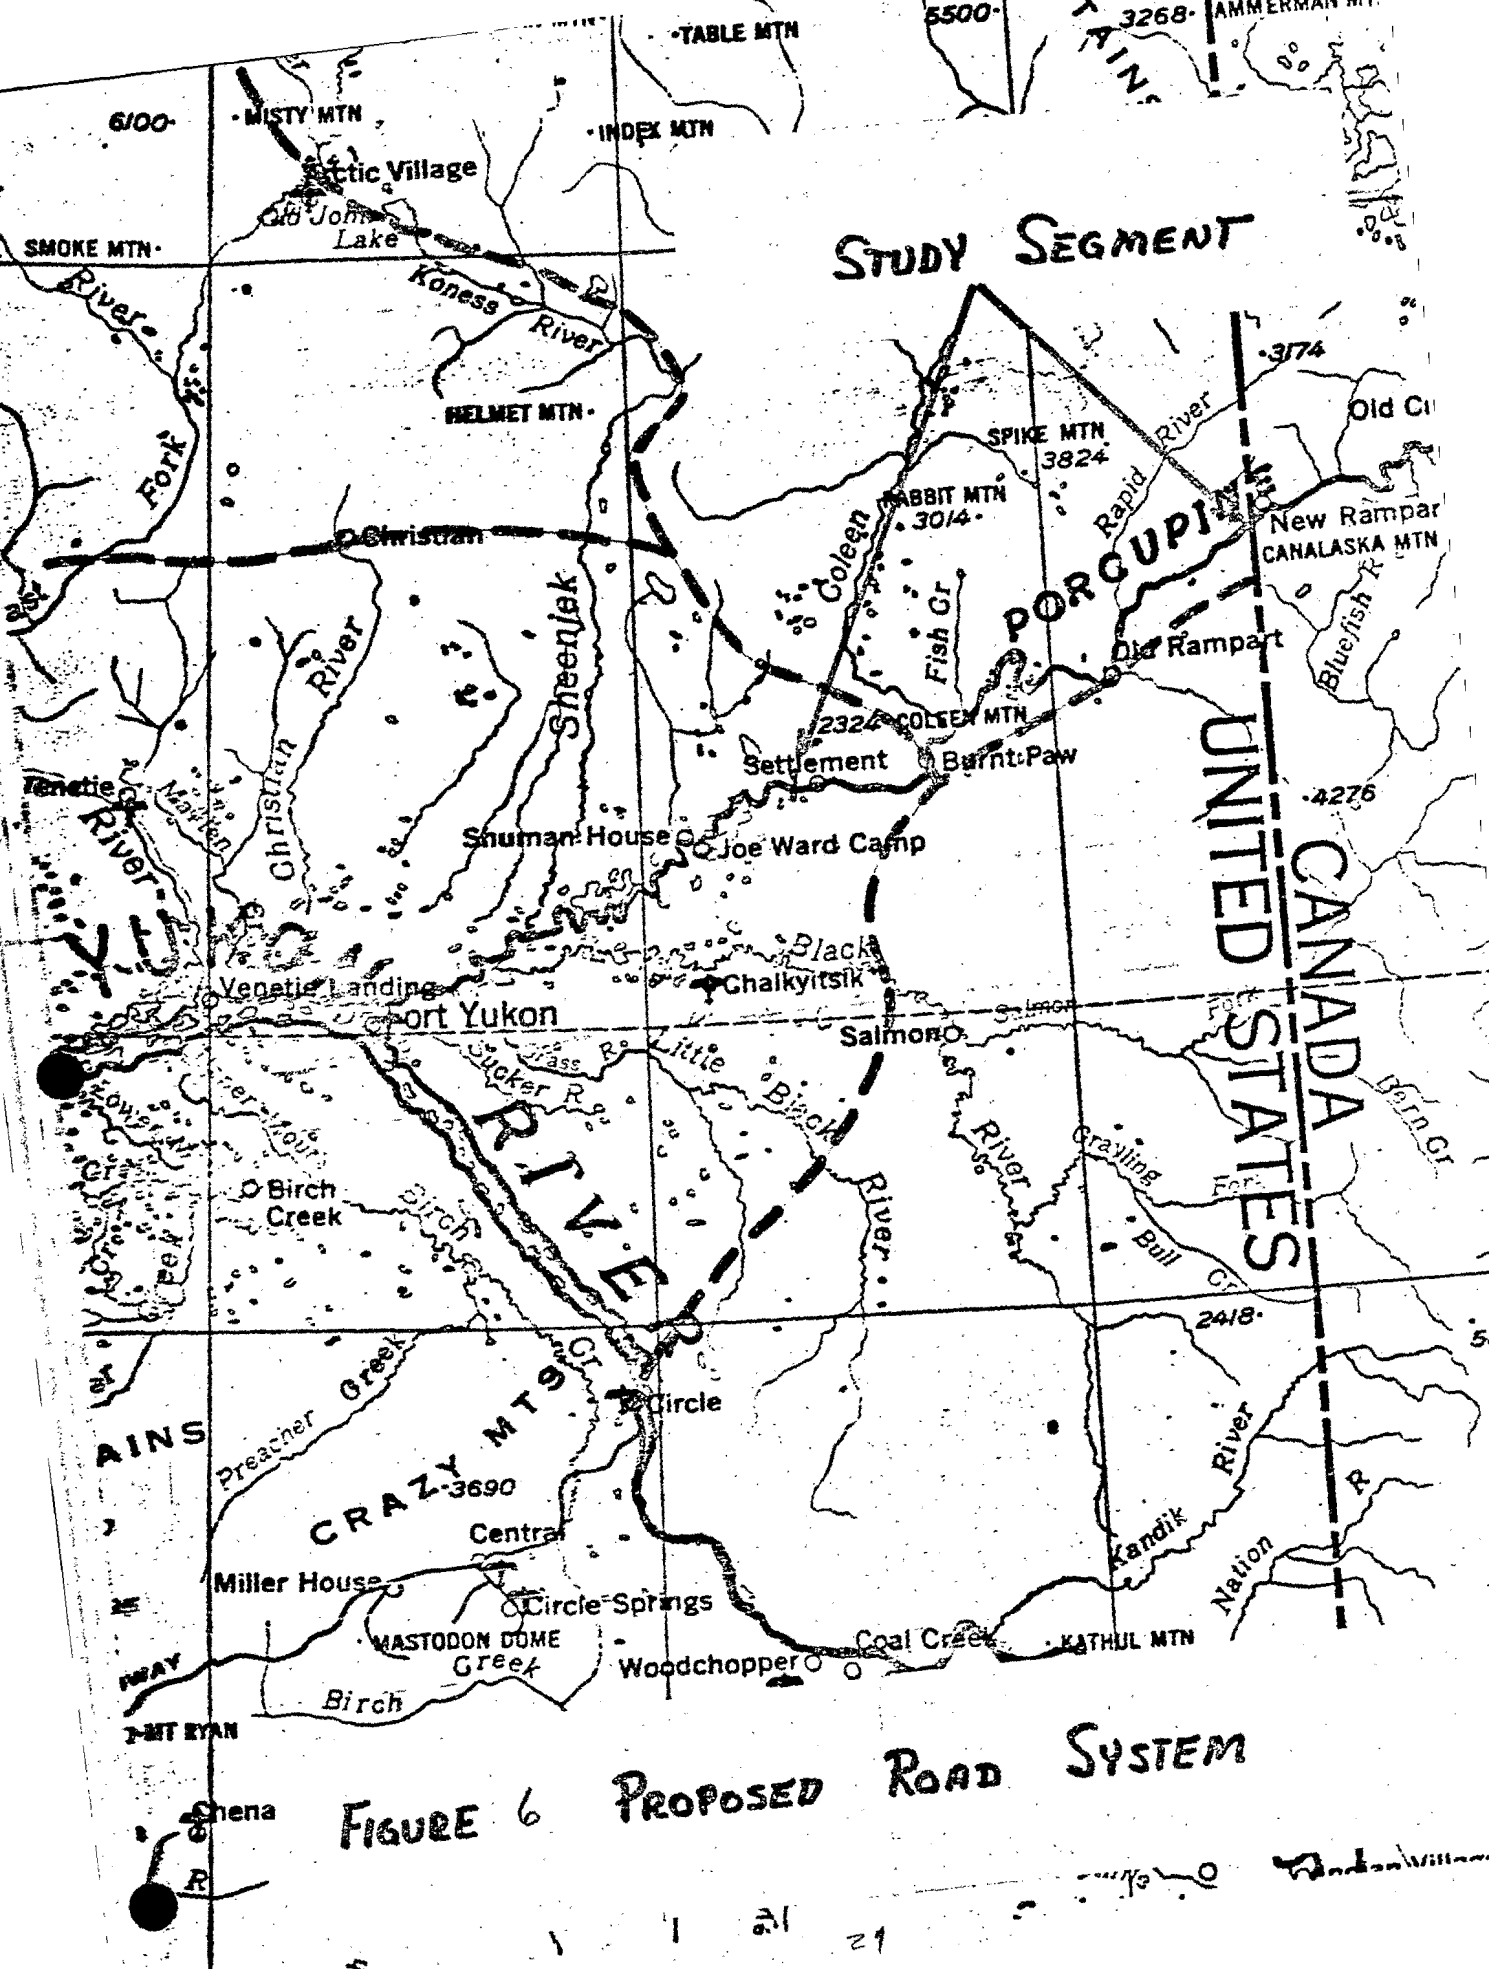 TABLE MTN
5500
3268
6100
MISTY MTN
INDEX MTN
Arctic Village
Old John
Lake
SMOKE MTN
STUDY SEGMENT
River
Koness
River
3174
HELMET MTN
Old
SPIKE MTN
3824
Rapid River
Fork
RABBIT MTN
3014
New Rampar
CANALASKA MTN
Christian
Coleen
PORCUPIN
Fish Cr
Bluefish R
Old Rampart
Sheenjek
River
Christian
2324
COLEEN MTN
Settlement
Burnt Paw
Venetie
River
4276
Shuman House
Joe Ward Camp
UNITED STATES
CANADA
Black
Chalkyitsik
Venetie Landing
Fort Yukon
Salmon
Salmon
Fork
Grass R
Sucker R
Little
Black
River
River
Grayling
Fork
Bern Cr
Birch
Creek
Birch
Cr
RIVER
Bull
Cr
2418
Preacher Creek
Circle
AINS
CRAZY MTS
3690
Central
Kandik
River
Nation
R
Miller House
Circle Springs
MASTODON DOME
Creek
Birch
Woodchopper
Coal Creek
KATHUL MTN
WAY
MT RYAN
Chena
R
FIGURE 6 PROPOSED ROAD SYSTEM